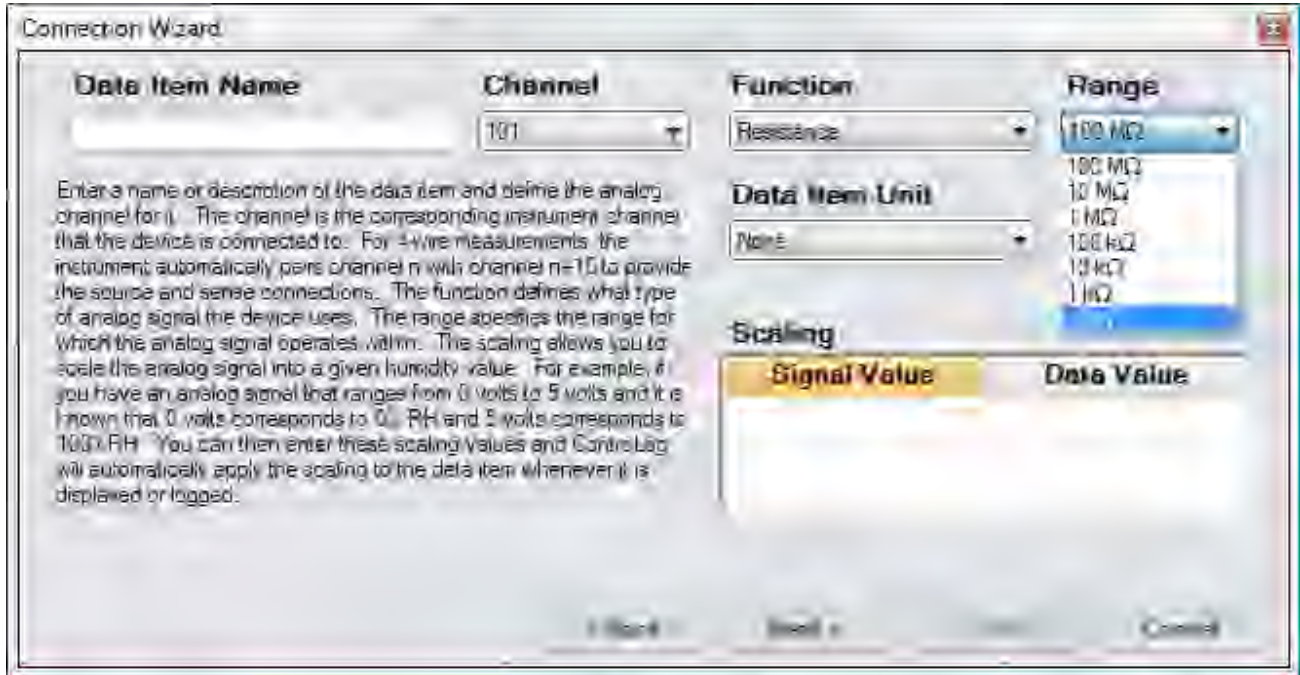 Connection Wizard
Data Item Name
Channel
Function
Range
101
Resistance
100 MΩ
100 MΩ
10 MΩ
1 MΩ
100 kΩ
10 kΩ
1 kΩ
Enter a name or description of the data item and define the analog
channel for it. The channel is the corresponding instrument channel
that the device is connected to. For 4-wire measurements, the
instrument automatically pairs channel n with channel n+10 to provide
the source and sense connections. The function defines what type
of analog signal the device uses. The range specifies the range for
which the analog signal operates within. The scaling allows you to
scale the analog signal into a given humidity value. For example, if
you have an analog signal that ranges from 0 volts to 5 volts and it is
known that 0 volts corresponds to RH and 5 volts corresponds to
RH. You can then enter these scaling values and ControLog
will automatically apply the scaling to the data item whenever it is
displayed or logged.
Data Item Unit
None
Scaling
Signal Value
Data Value
< Back
Next >
Cancel